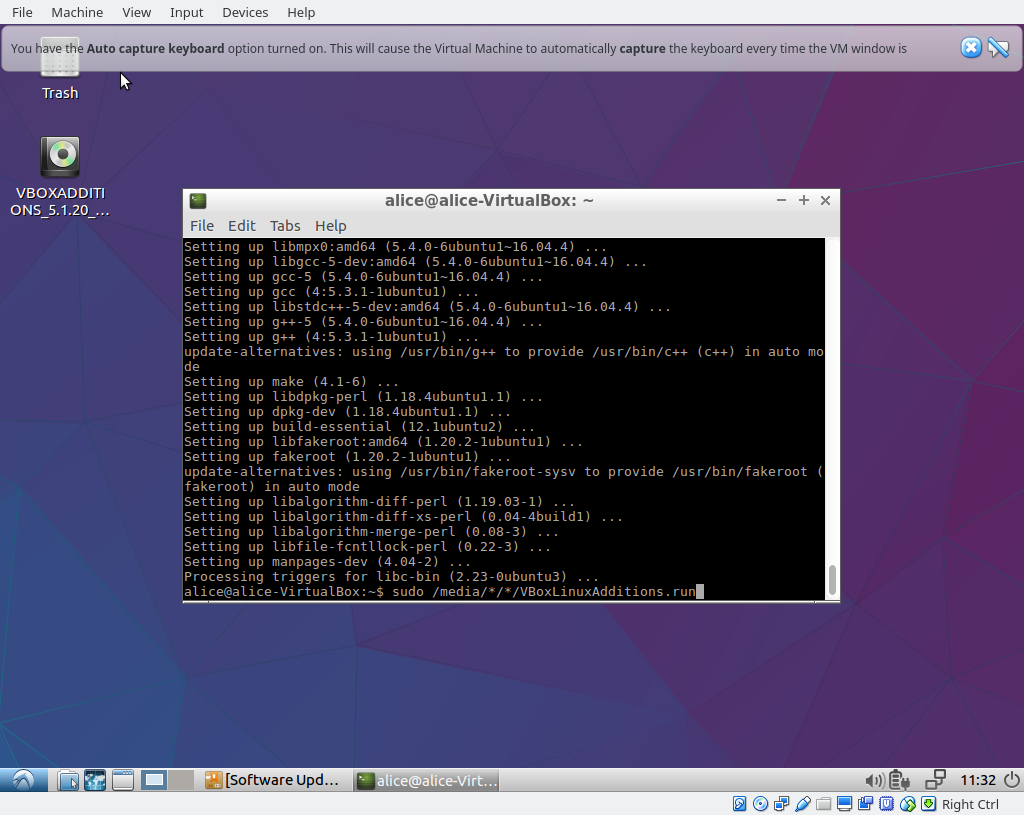 File Machine View Input Devices Help
You have the Auto capture keyboard option turned on. This will cause the Virtual Machine to automatically capture the keyboard every time the VM window is
Trash
VBOXADDITI
ONS_5.1.20_...
alice@alice-VirtualBox: ~
File Edit Tabs Help
Setting up libmpx0:amd64 (5.4.0-6ubuntu1~16.04.4) ...
Setting up libgcc-5-dev:amd64 (5.4.0-6ubuntu1~16.04.4) ...
Setting up gcc-5 (5.4.0-6ubuntu1~16.04.4) ...
Setting up gcc (4:5.3.1-1ubuntu1) ...
Setting up libstdc++-5-dev:amd64 (5.4.0-6ubuntu1~16.04.4) ...
Setting up g++-5 (5.4.0-6ubuntu1~16.04.4) ...
Setting up g++ (4:5.3.1-1ubuntu1) ...
update-alternatives: using /usr/bin/g++ to provide /usr/bin/c++ (c++) in auto mo
de
Setting up make (4.1-6) ...
Setting up libdpkg-perl (1.18.4ubuntu1.1) ...
Setting up dpkg-dev (1.18.4ubuntu1.1) ...
Setting up build-essential (12.1ubuntu2) ...
Setting up libfakeroot:amd64 (1.20.2-1ubuntu1) ...
Setting up fakeroot (1.20.2-1ubuntu1) ...
update-alternatives: using /usr/bin/fakeroot-sysv to provide /usr/bin/fakeroot (
fakeroot) in auto mode
Setting up libalgorithm-diff-perl (1.19.03-1) ...
Setting up libalgorithm-diff-xs-perl (0.04-4build1) ...
Setting up libalgorithm-merge-perl (0.08-3) ...
Setting up libfile-fcntllock-perl (0.22-3) ...
Setting up manpages-dev (4.04-2) ...
Processing triggers for libc-bin (2.23-0ubuntu3) ...
alice@alice-VirtualBox:~$ sudo /media/*/*/VBoxLinuxAdditions.run
[Software Upd... alice@alice-Virt... 11:32
Right Ctrl